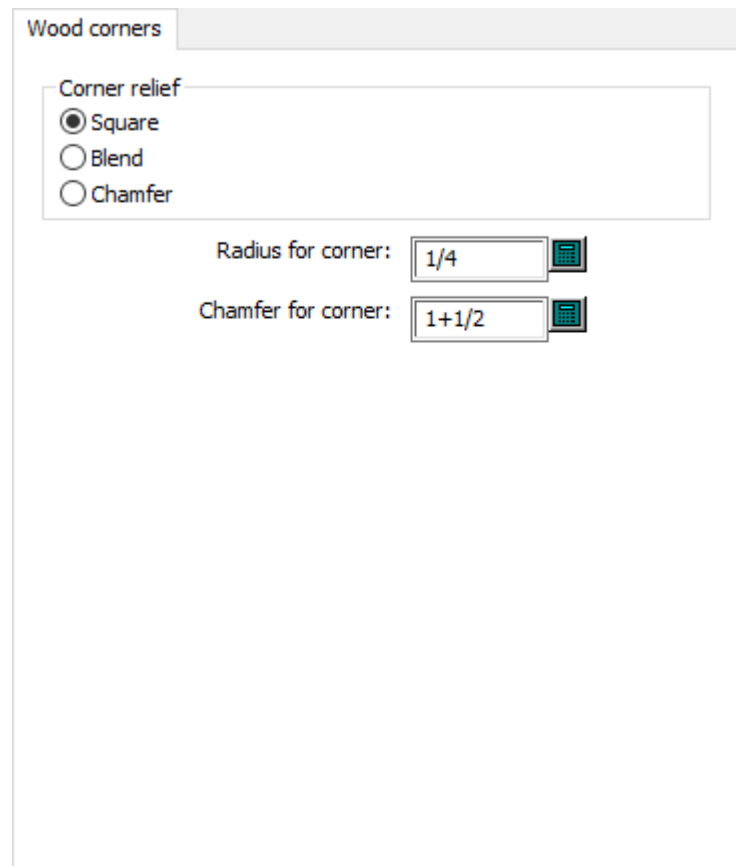 Wood corners
Corner relief
Square
Blend
Chamfer
Radius for corner: 1/4
Chamfer for corner: 1+1/2